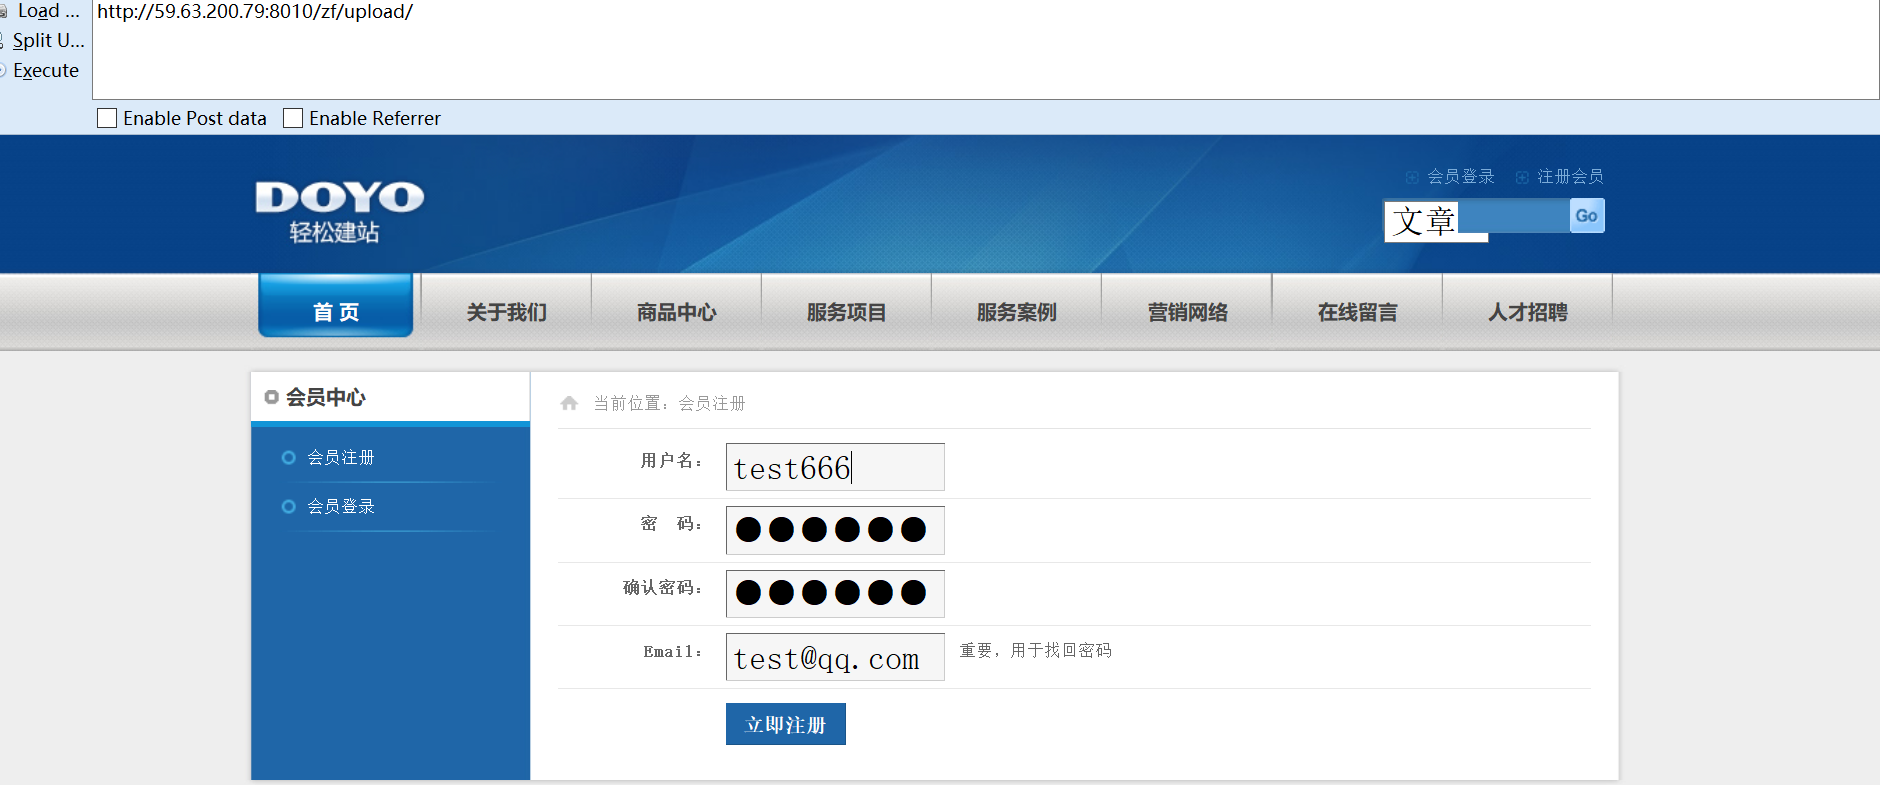 Load ...
http://59.63.200.79:8010/zf/upload/
Split U...
Execute
Enable Post data
Enable Referrer
DOYO
轻松建站
会员登录
注册会员
文章
Go
首 页
关于我们
商品中心
服务项目
服务案例
营销网络
在线留言
人才招聘
会员中心
会员注册
会员登录
当前位置：会员注册
用户名：
test666
密 码：
●●●●●●
确认密码：
●●●●●●
Email：
test@qq.com
重要，用于找回密码
立即注册